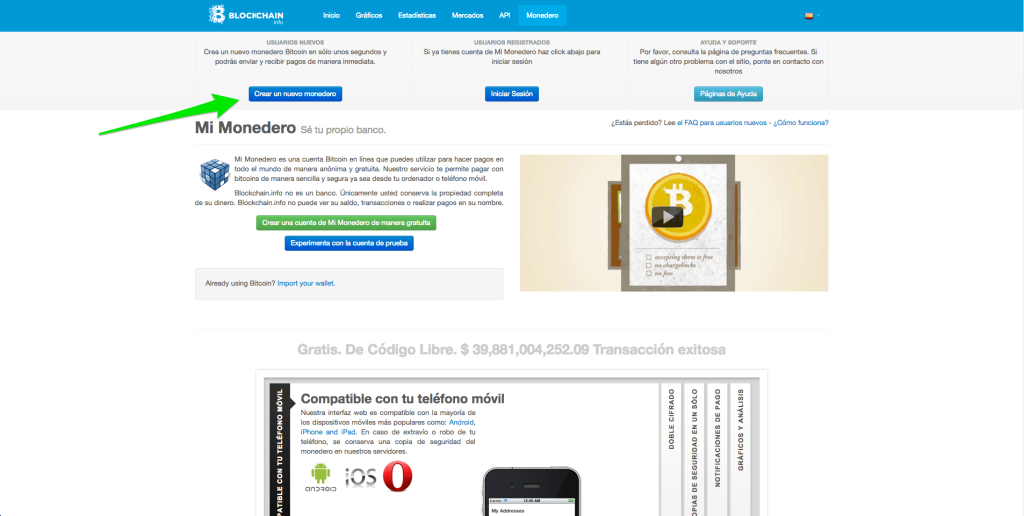 BLOCKCHAIN
info
Inicio
Gráficos
Estadísticas
Mercados
API
Monedero
USUARIOS NUEVOS
Crea un nuevo monedero Bitcoin en sólo unos segundos y
podrás enviar y recibir pagos de manera inmediata.
Crear un nuevo monedero
USUARIOS REGISTRADOS
Si ya tienes cuenta de Mi Monedero haz click abajo para
iniciar sesión
Iniciar Sesión
AYUDA Y SOPORTE
Por favor, consulta la página de preguntas frecuentes. Si
tiene algún otro problema con el sitio, ponte en contacto con
nosotros
Páginas de Ayuda
Mi Monedero Sé tu propio banco.
¿Estás perdido? Lee el FAQ para usuarios nuevos - ¿Cómo funciona?
Mi Monedero es una cuenta Bitcoin en línea que puedes utilizar para hacer pagos en
todo el mundo de manera anónima y gratuita. Nuestro servicio te permite pagar con
bitcoins de manera sencilla y segura ya sea desde tu ordenador o teléfono móvil.
Blockchain.info no es un banco. Únicamente usted conserva la propiedad completa
de su dinero. Blockchain.info no puede ver su saldo, transacciones o realizar pagos en su nombre.
Crear una cuenta de Mi Monedero de manera gratuita
Experimenta con la cuenta de prueba
Already using Bitcoin? Import your wallet.
accepting them is free
no chargebacks
no fees
Gratis. De Código Libre. $ 39,881,004,252.09 Transacción exitosa
PATIBLE CON TU TELÉFONO MÓVIL
Compatible con tu teléfono móvil
Nuestra interfaz web es compatible con la mayoría de
los dispositivos móviles más populares como: Android,
iPhone and iPad. En caso de extravío o robo de tu
teléfono, se conserva una copia de seguridad del
monedero en nuestros servidores.
ANDROID
iOS
12:35 AM
My Addresses
DOBLE CIFRADO
OPIAS DE SEGURIDAD EN UN SÓLO
NOTIFICACIONES DE PAGO
GRÁFICOS Y ANÁLISIS